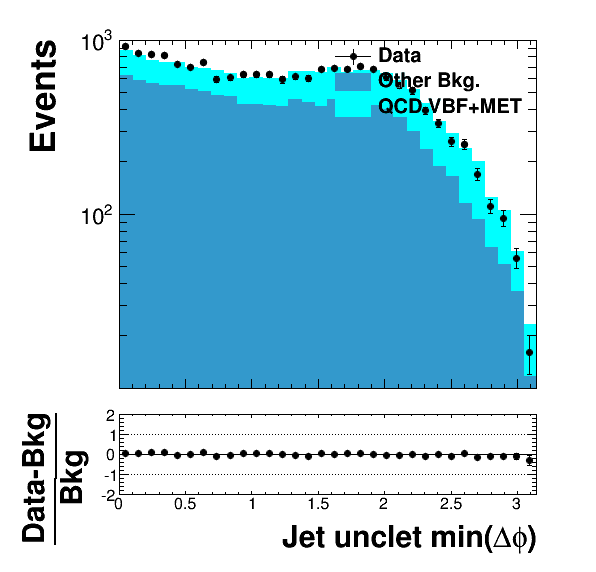 10³
Events
Data
Other Bkg.
QCD VBF+MET
10²
Data-Bkg
Bkg
2
1
0
-1
-2
0 0.5 1 1.5 2 2.5 3
Jet unclet min(Δϕ)